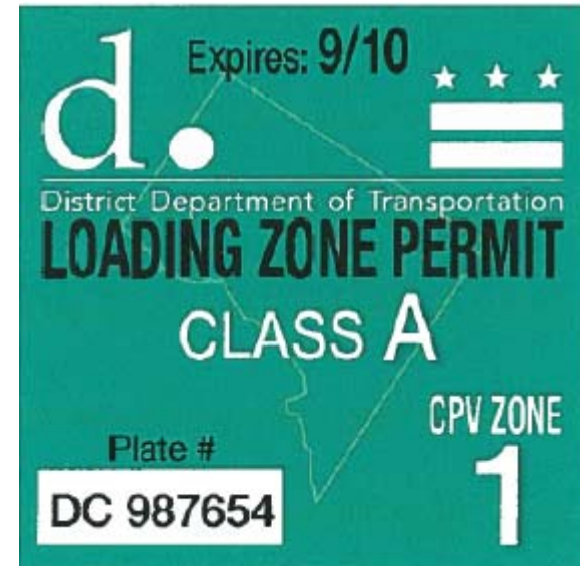 Expires: 9/10
d.
District Department of Transportation
LOADING ZONE PERMIT
CLASS A
CPV ZONE
1
Plate #
DC 987654